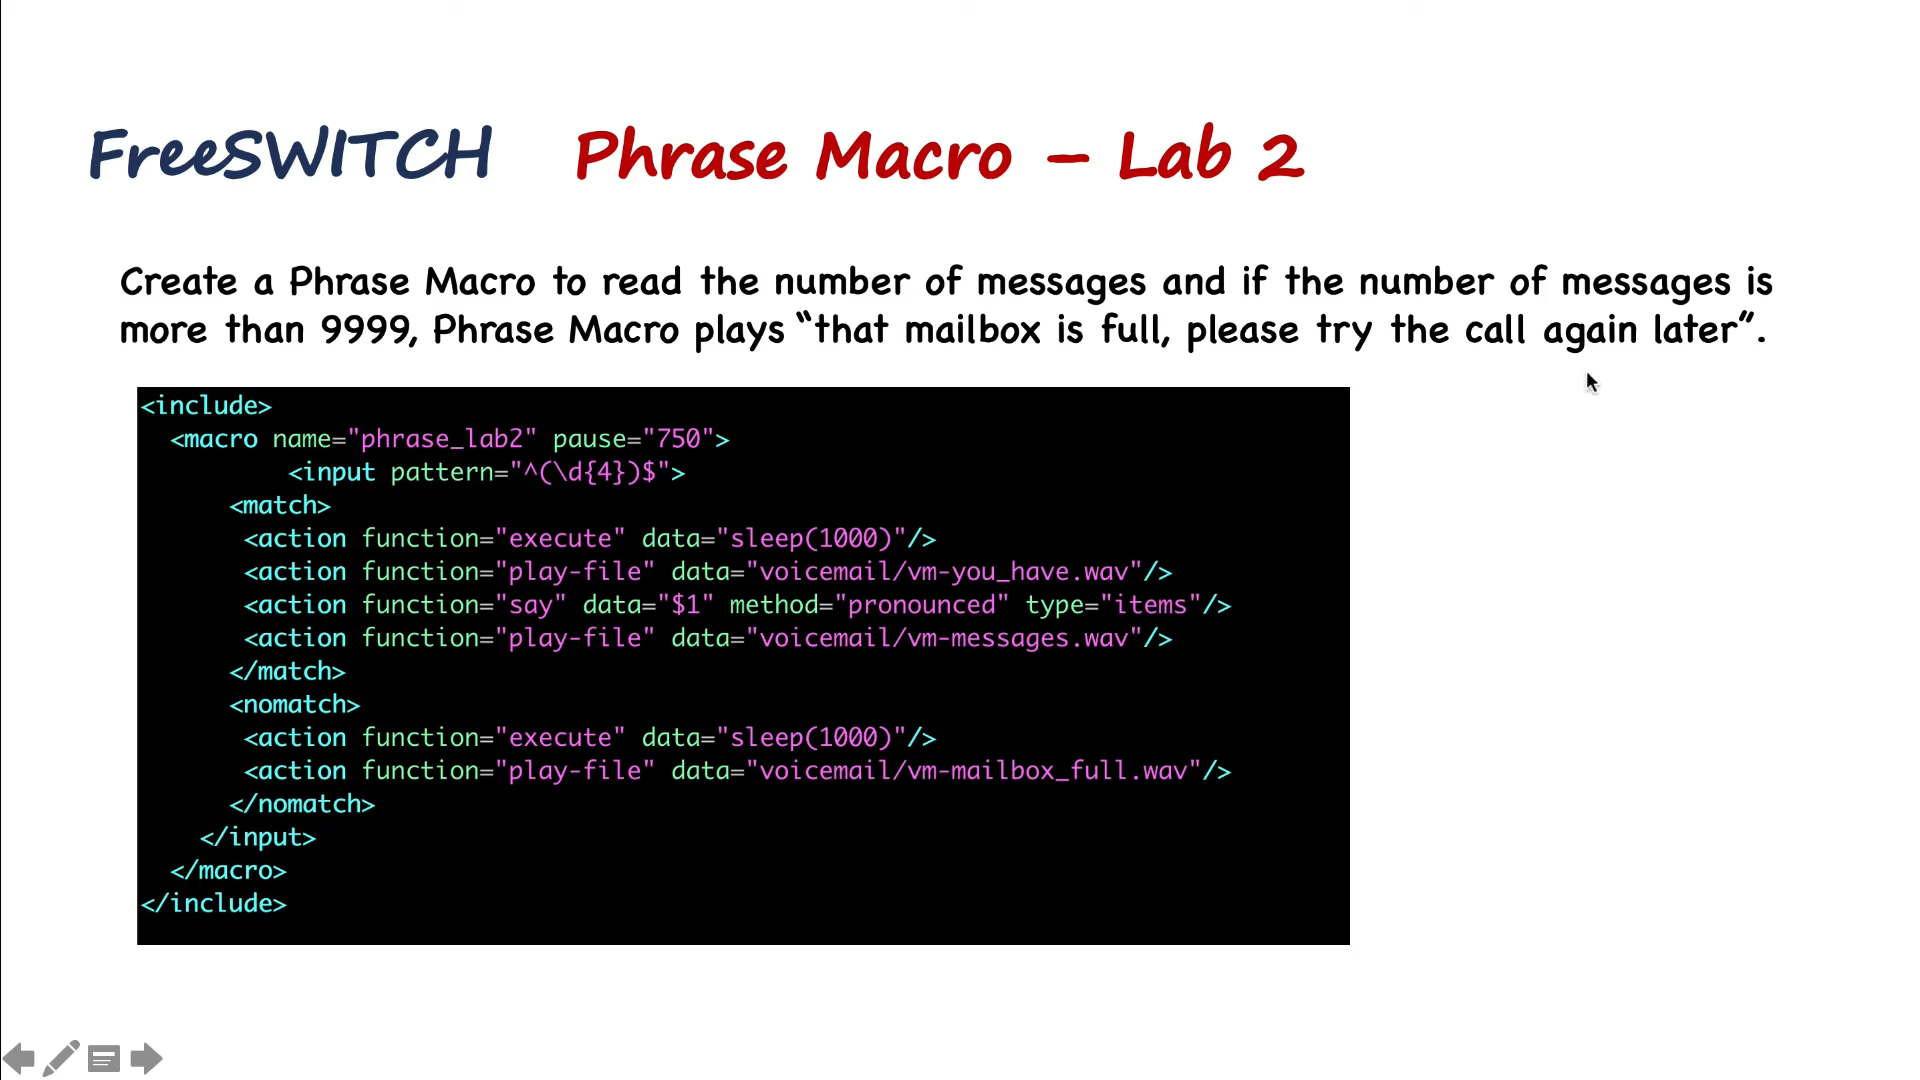 FreeSWITCH Phrase Macro – Lab 2
Create a Phrase Macro to read the number of messages and if the number of messages is
more than 9999, Phrase Macro plays “that mailbox is full, please try the call again later”.
<include>
  <macro name="phrase_lab2" pause="750">
          <input pattern="^(\d{4})$">
      <match>
       <action function="execute" data="sleep(1000)"/>
       <action function="play-file" data="voicemail/vm-you_have.wav"/>
       <action function="say" data="$1" method="pronounced" type="items"/>
       <action function="play-file" data="voicemail/vm-messages.wav"/>
      </match>
      <nomatch>
       <action function="execute" data="sleep(1000)"/>
       <action function="play-file" data="voicemail/vm-mailbox_full.wav"/>
      </nomatch>
    </input>
  </macro>
</include>